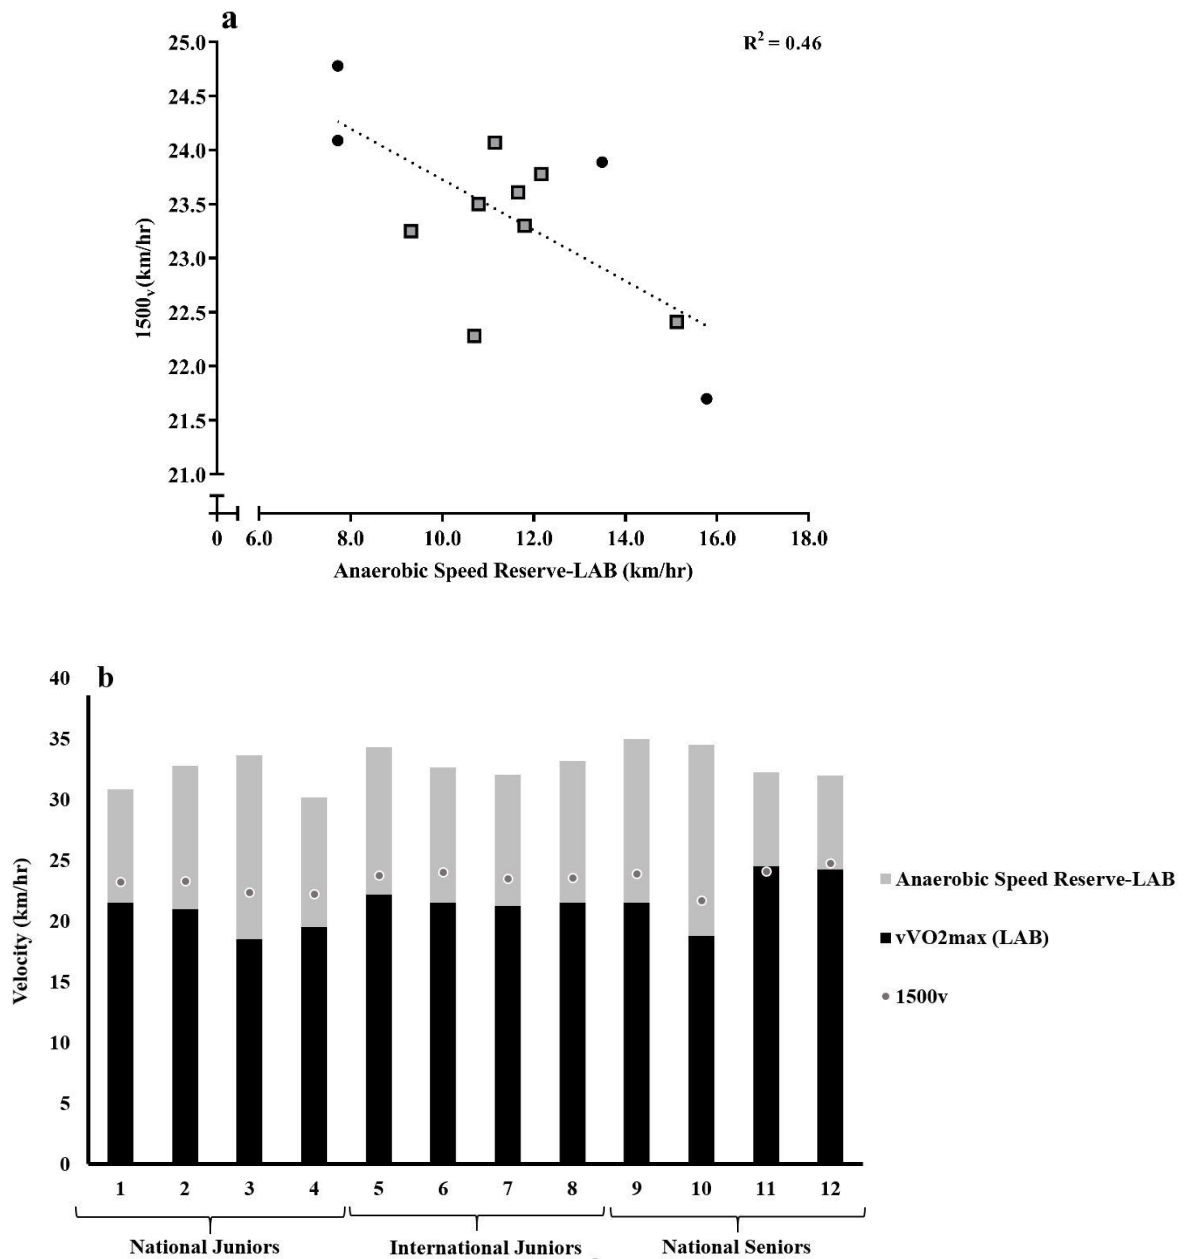 a
R² = 0.46
25.0
24.5
24.0
23.5
23.0
22.5
22.0
21.5
21.0
1500v (km/hr)
0 6.0 8.0 10.0 12.0 14.0 16.0 18.0
Anaerobic Speed Reserve-LAB (km/hr)
b
40
35
30
25
20
15
10
5
0
Velocity (km/hr)
Anaerobic Speed Reserve-LAB
vVO2max (LAB)
1500v
1 2 3 4 5 6 7 8 9 10 11 12
National Juniors International Juniors National Seniors